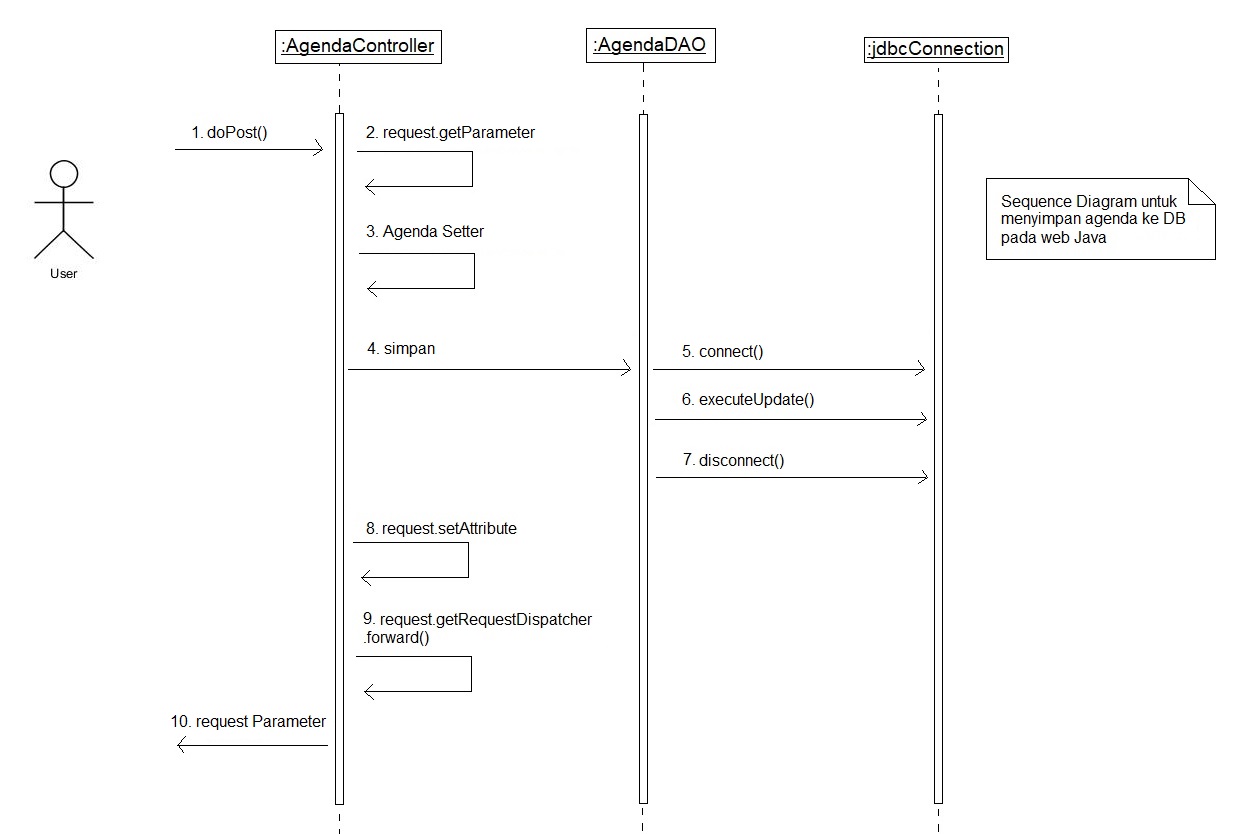 :AgendaController
:AgendaDAO
:jdbcConnection
1. doPost()
2. request.getParameter
User
Sequence Diagram untuk
menyimpan agenda ke DB
pada web Java
3. Agenda Setter
4. simpan
5. connect()
6. executeUpdate()
7. disconnect()
8. request.setAttribute
9. request.getRequestDispatcher
.forward()
10. request Parameter